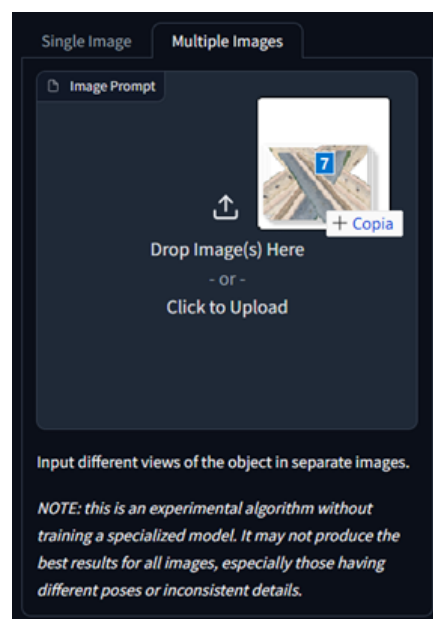 Single Image
Multiple Images
Image Prompt
7
+ Copia
Drop Image(s) Here
- or -
Click to Upload
Input different views of the object in separate images.
NOTE: this is an experimental algorithm without
training a specialized model. It may not produce the
best results for all images, especially those having
different poses or inconsistent details.